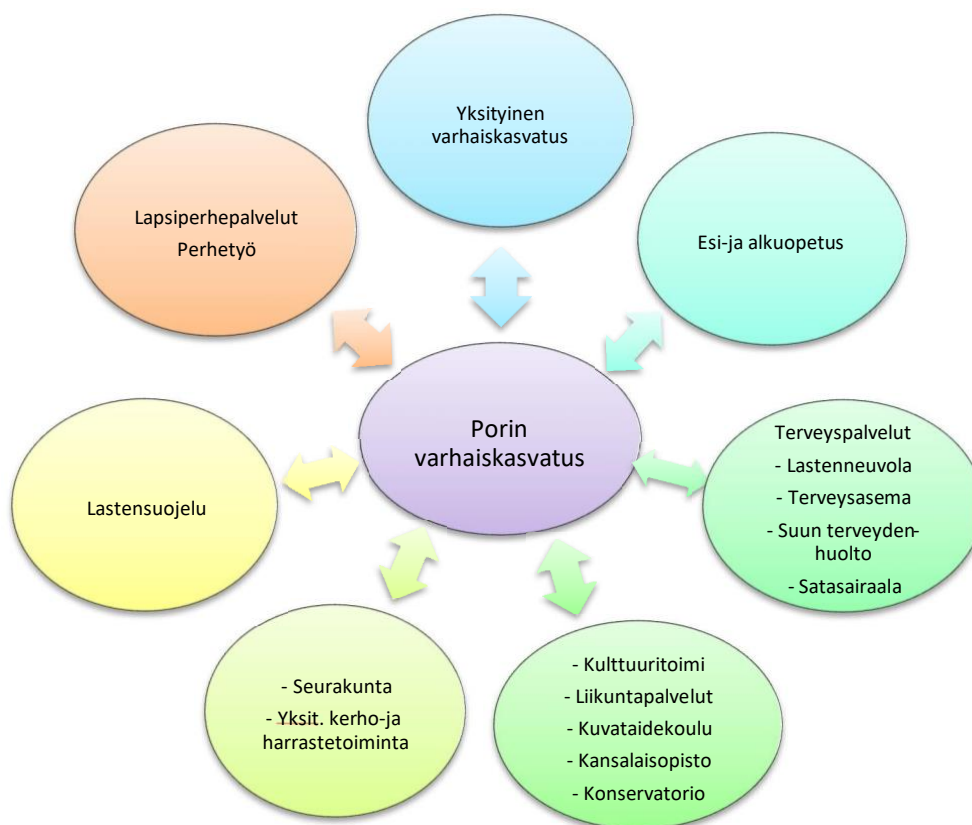 Yksityinen
varhaiskasvatus
Lapsiperhepalvelut
Perhetyö
Esi-ja alkuopetus
Porin
varhaiskasvatus
Terveyspalvelut
- Lastenneuvola
- Terveysasema
- Suun terveyden-
huolto
- Satasairaala
Lastensuojelu
- Seurakunta
- Yksit. kerho-ja
harrastetoiminta
- Kulttuuritoimi
- Liikuntapalvelut
- Kuvataidekoulu
- Kansalaisopisto
- Konservatorio